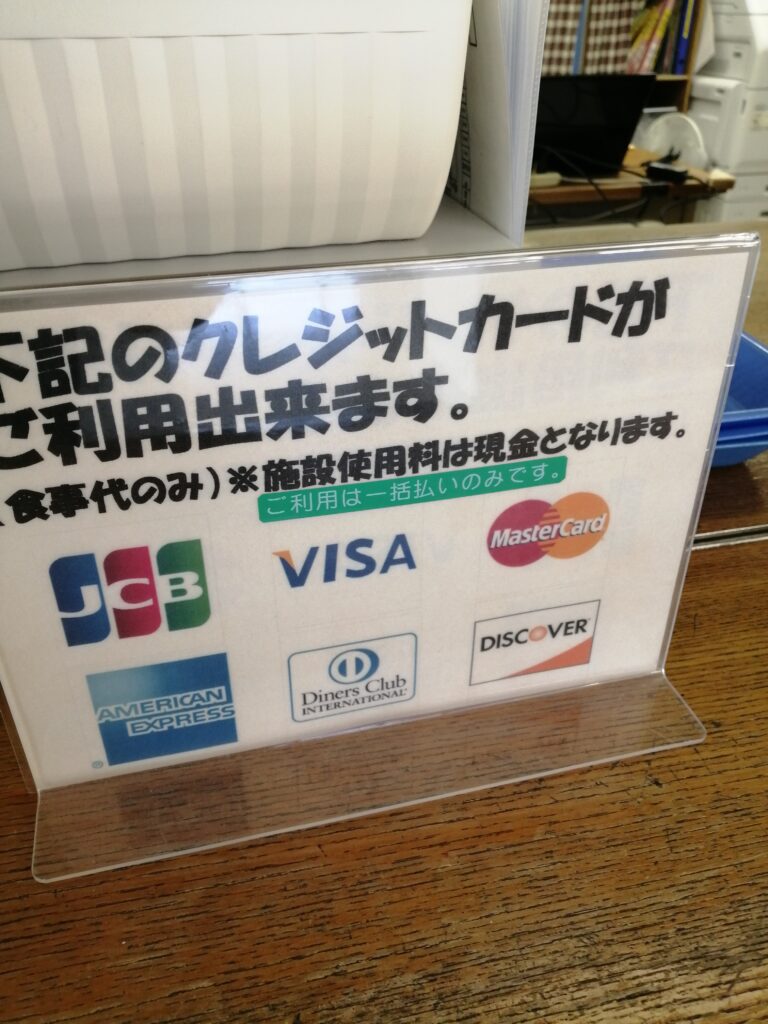 下記のクレジットカードが
ご利用出来ます。
(食事代のみ)※施設使用料は現金となります。
ご利用は一括払いのみです。
JCB VISA MasterCard
AMERICAN EXPRESS® Diners Club INTERNATIONAL® DISCOVER®